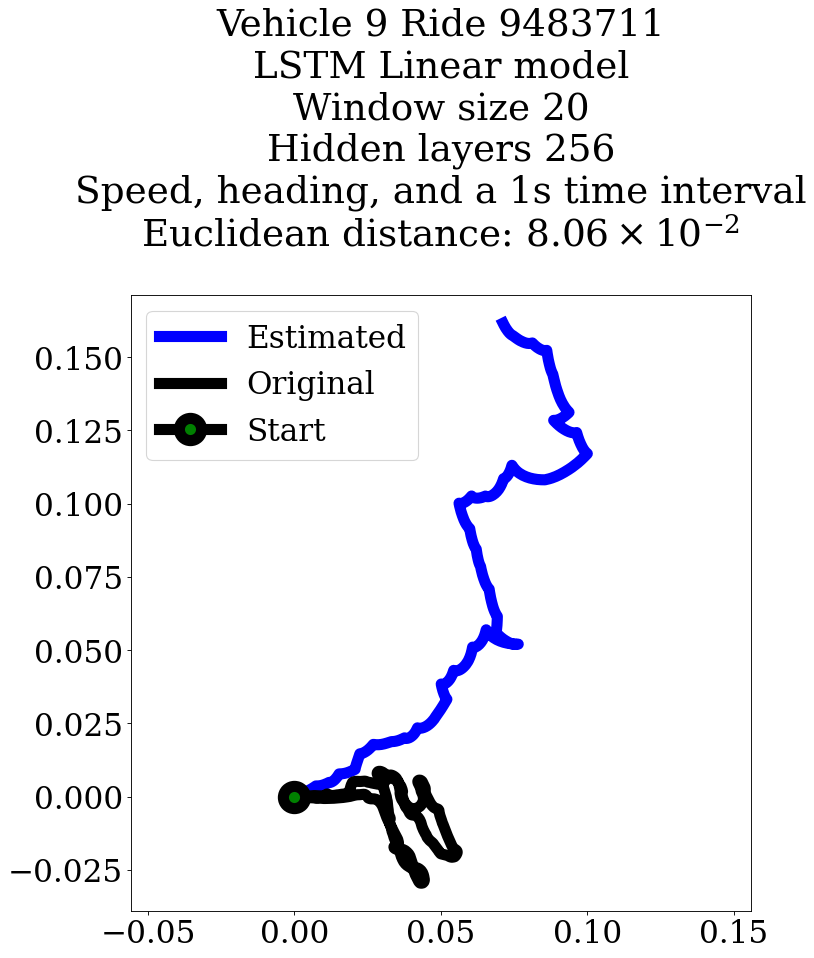 Vehicle 9 Ride 9483711
LSTM Linear model
Window size 20
Hidden layers 256
Speed, heading, and a 1s time interval
Euclidean distance: 8.06 × 10⁻²
Estimated
Original
Start
0.150
0.125
0.100
0.075
0.050
0.025
0.000
−0.025
−0.05 0.00 0.05 0.10 0.15